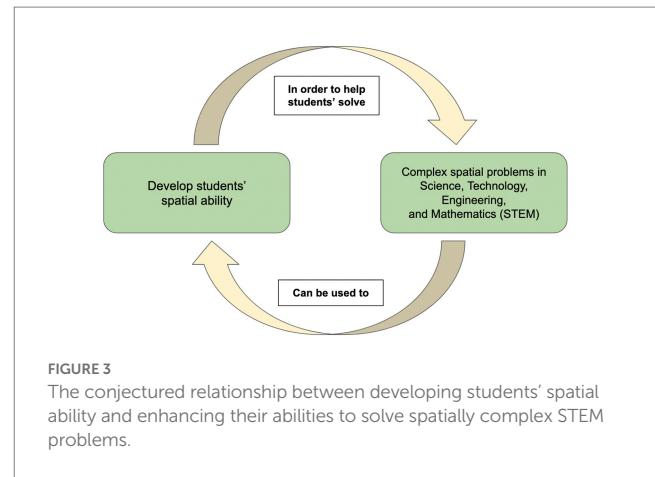 In order to help
students' solve
Develop students'
spatial ability
Complex spatial problems in
Science, Technology,
Engineering,
and Mathematics (STEM)
Can be used to
FIGURE 3
The conjectured relationship between developing students' spatial
ability and enhancing their abilities to solve spatially complex STEM
problems.